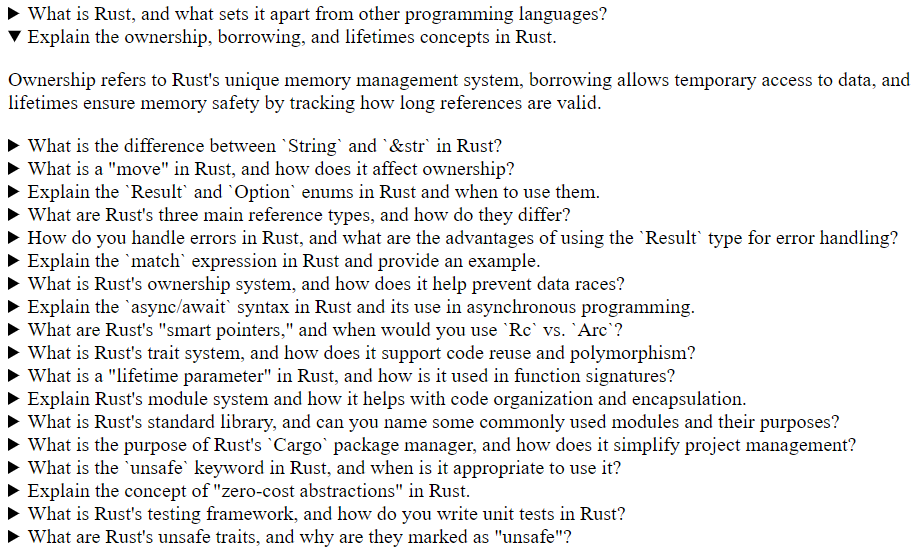 What is Rust, and what sets it apart from other programming languages?
Explain the ownership, borrowing, and lifetimes concepts in Rust.
Ownership refers to Rust's unique memory management system, borrowing allows temporary access to data, and
lifetimes ensure memory safety by tracking how long references are valid.
What is the difference between `String` and `&str` in Rust?
What is a "move" in Rust, and how does it affect ownership?
Explain the `Result` and `Option` enums in Rust and when to use them.
What are Rust's three main reference types, and how do they differ?
How do you handle errors in Rust, and what are the advantages of using the `Result` type for error handling?
Explain the `match` expression in Rust and provide an example.
What is Rust's ownership system, and how does it help prevent data races?
Explain the `async/await` syntax in Rust and its use in asynchronous programming.
What are Rust's "smart pointers," and when would you use `Rc` vs. `Arc`?
What is Rust's trait system, and how does it support code reuse and polymorphism?
What is a "lifetime parameter" in Rust, and how is it used in function signatures?
Explain Rust's module system and how it helps with code organization and encapsulation.
What is Rust's standard library, and can you name some commonly used modules and their purposes?
What is the purpose of Rust's `Cargo` package manager, and how does it simplify project management?
What is the `unsafe` keyword in Rust, and when is it appropriate to use it?
Explain the concept of "zero-cost abstractions" in Rust.
What is Rust's testing framework, and how do you write unit tests in Rust?
What are Rust's unsafe traits, and why are they marked as "unsafe"?